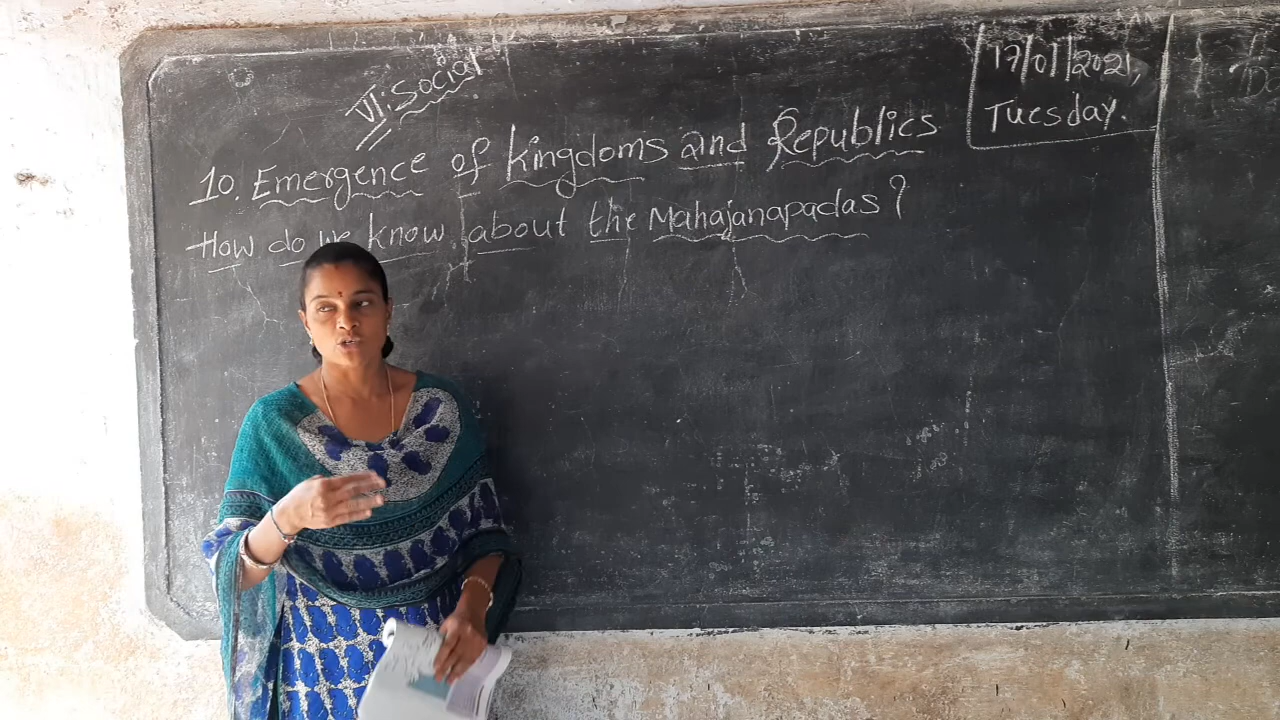 VI. Social
17/01/2021,
Tuesday.
10. Emergence of kingdoms and Republics
How do we know about the Mahajanapadas?